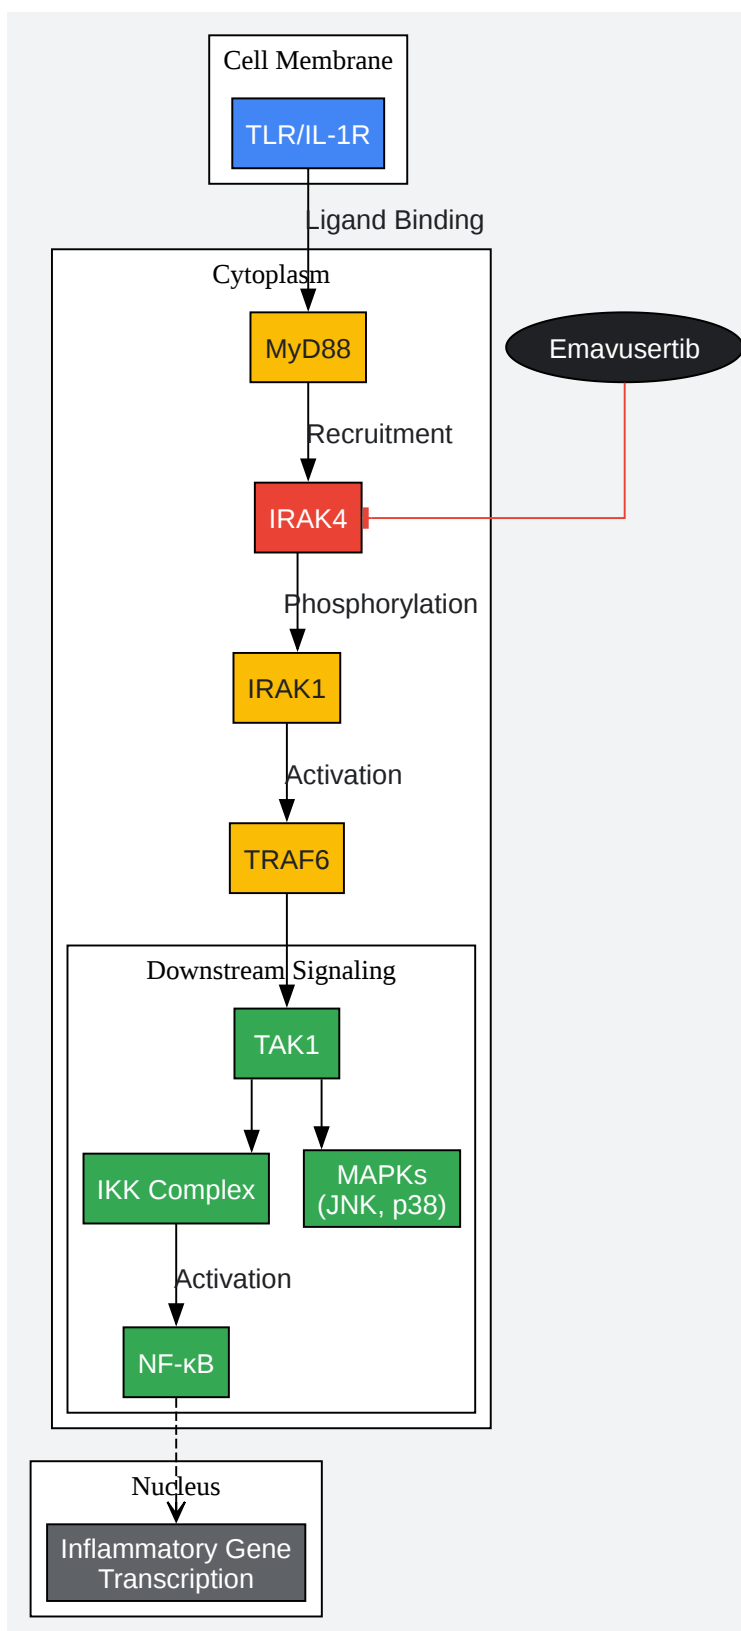 Cell Membrane
TLR/IL-1R
Ligand Binding
Cytoplasm
MyD88
Emavusertib
Recruitment
IRAK4
Phosphorylation
IRAK1
Activation
TRAF6
Downstream Signaling
TAK1
IKK Complex
MAPKs
(JNK, p38)
Activation
NF-κB
Nucleus
Inflammatory Gene
Transcription